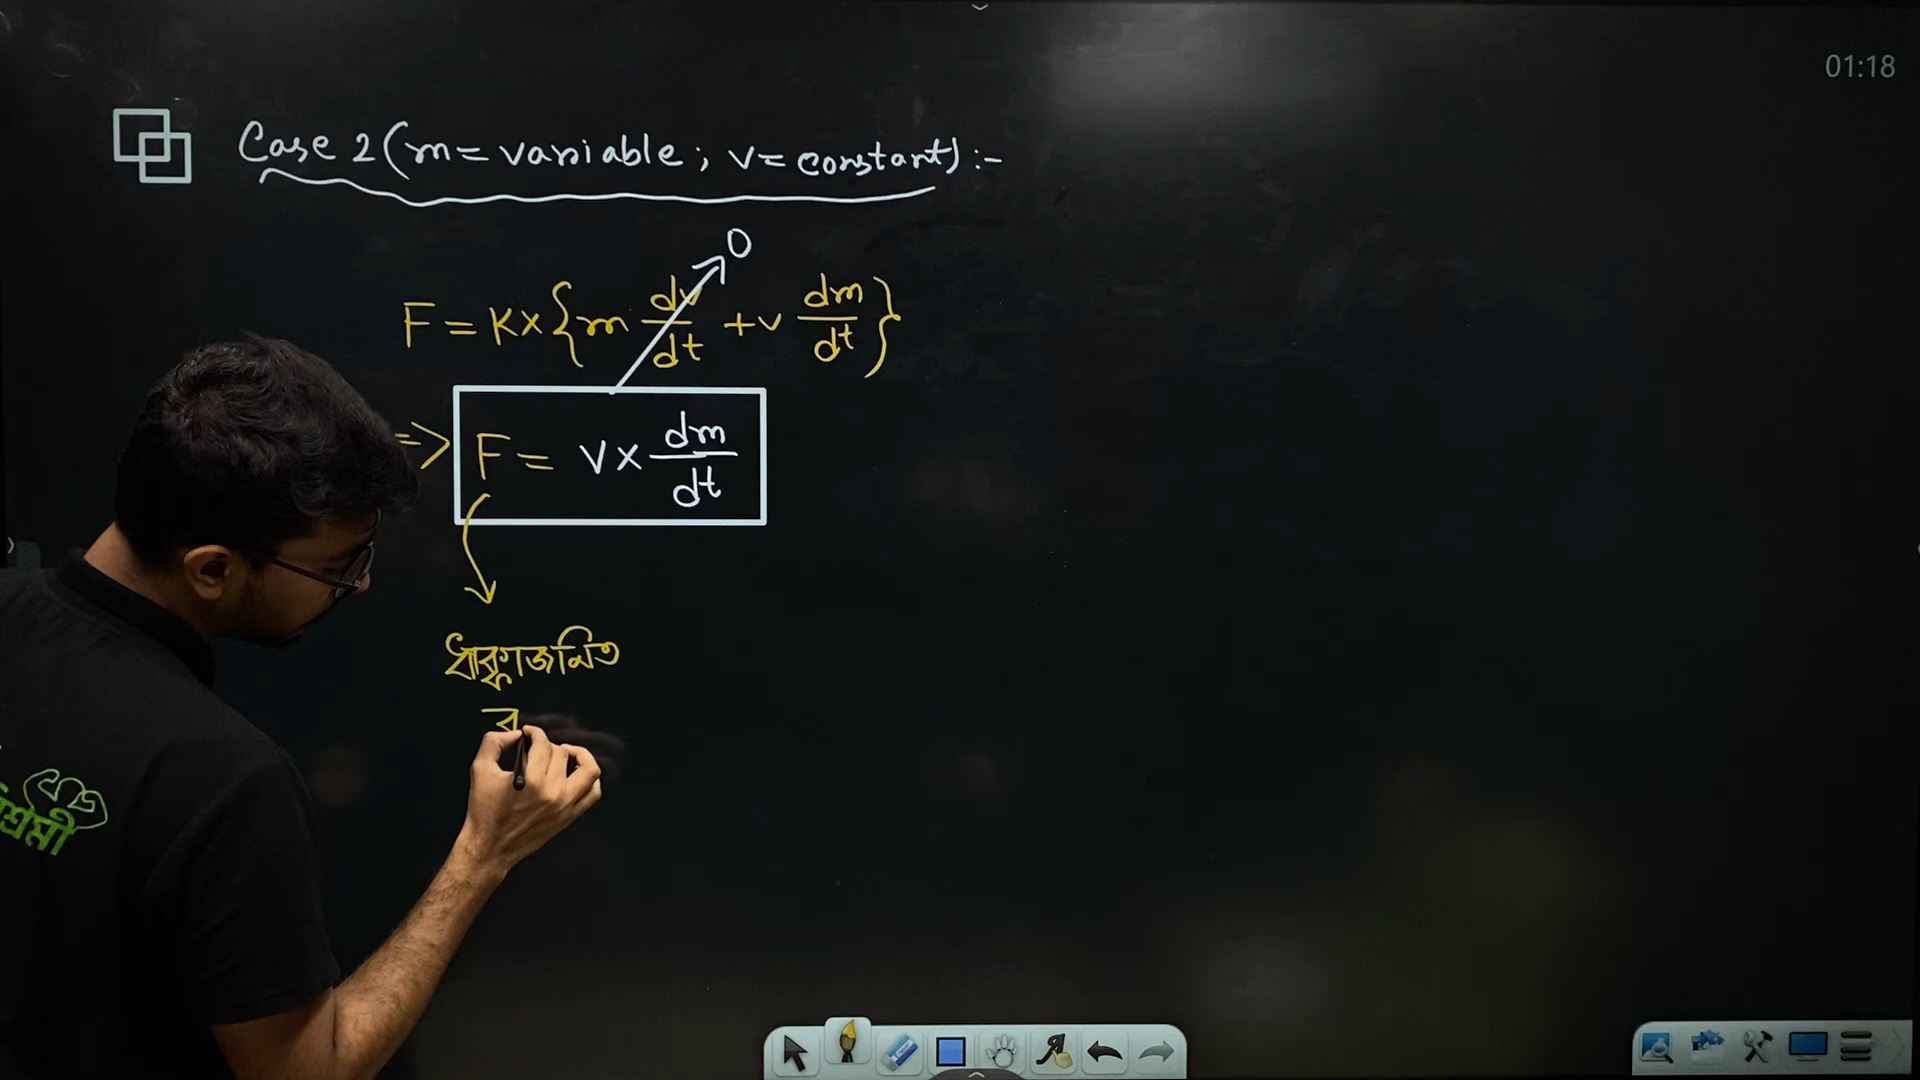 01:18
Case 2 (m = variable; v = constant) :-
0
F = K x { m dv/dt + v dm/dt }
=> F = v x dm/dt
ধাক্কাজনিত
ব